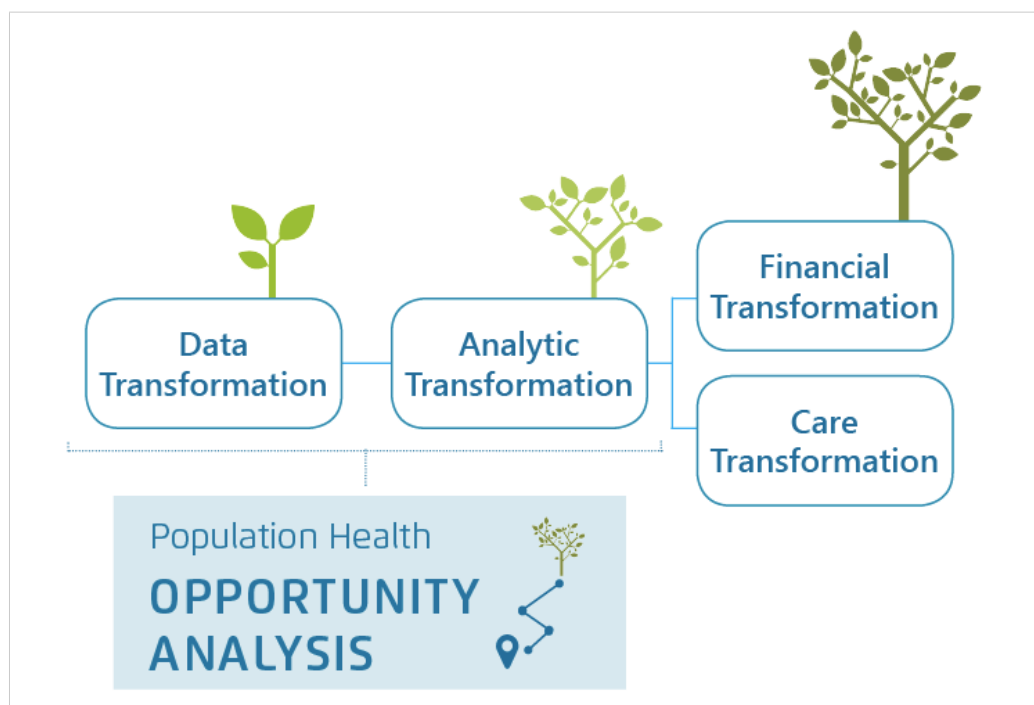 Data
Transformation
Analytic
Transformation
Financial
Transformation
Care
Transformation
Population Health
OPPORTUNITY
ANALYSIS